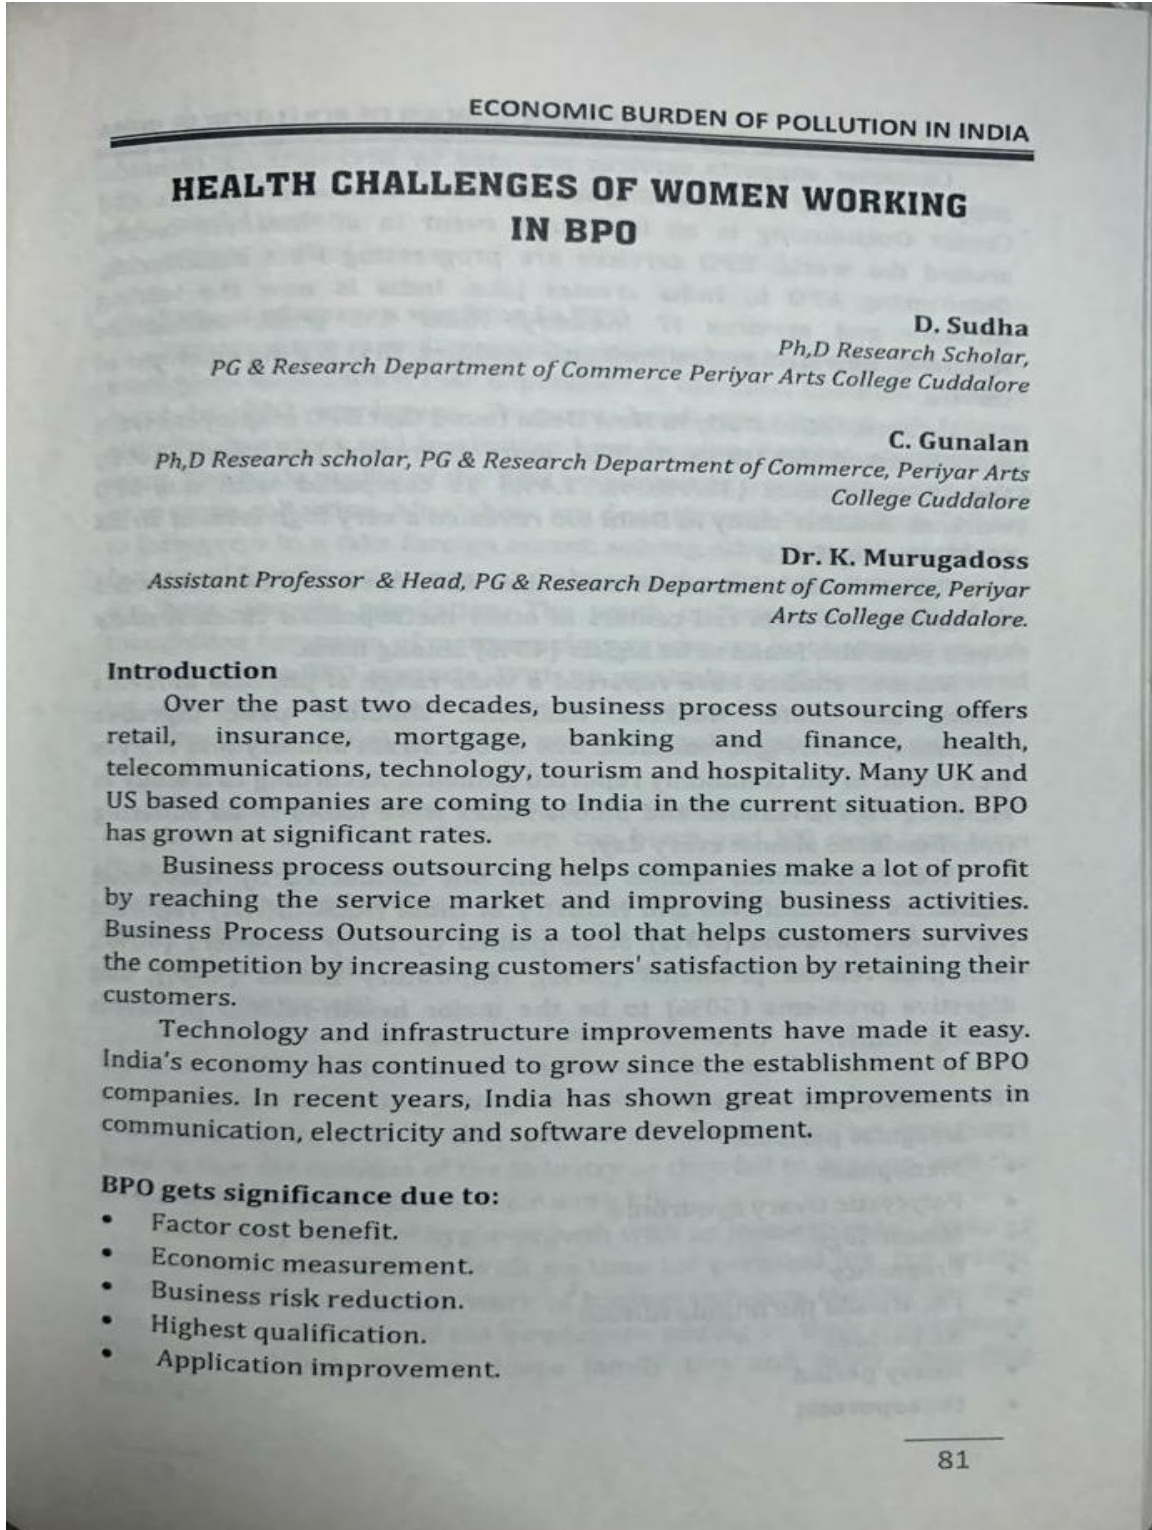 ECONOMIC BURDEN OF POLLUTION IN INDIA
HEALTH CHALLENGES OF WOMEN WORKING
IN BPO
D. Sudha
Ph,D Research Scholar,
PG & Research Department of Commerce Periyar Arts College Cuddalore
C. Gunalan
Ph,D Research scholar, PG & Research Department of Commerce, Periyar Arts
College Cuddalore
Dr. K. Murugadoss
Assistant Professor & Head, PG & Research Department of Commerce, Periyar
Arts College Cuddalore.
Introduction
Over the past two decades, business process outsourcing offers
retail, insurance, mortgage, banking and finance, health,
telecommunications, technology, tourism and hospitality. Many UK and
US based companies are coming to India in the current situation. BPO
has grown at significant rates.
Business process outsourcing helps companies make a lot of profit
by reaching the service market and improving business activities.
Business Process Outsourcing is a tool that helps customers survives
the competition by increasing customers' satisfaction by retaining their
customers.
Technology and infrastructure improvements have made it easy.
India's economy has continued to grow since the establishment of BPO
companies. In recent years, India has shown great improvements in
communication, electricity and software development.
BPO gets significance due to:
• Factor cost benefit.
• Economic measurement.
• Business risk reduction.
• Highest qualification.
• Application improvement.
81